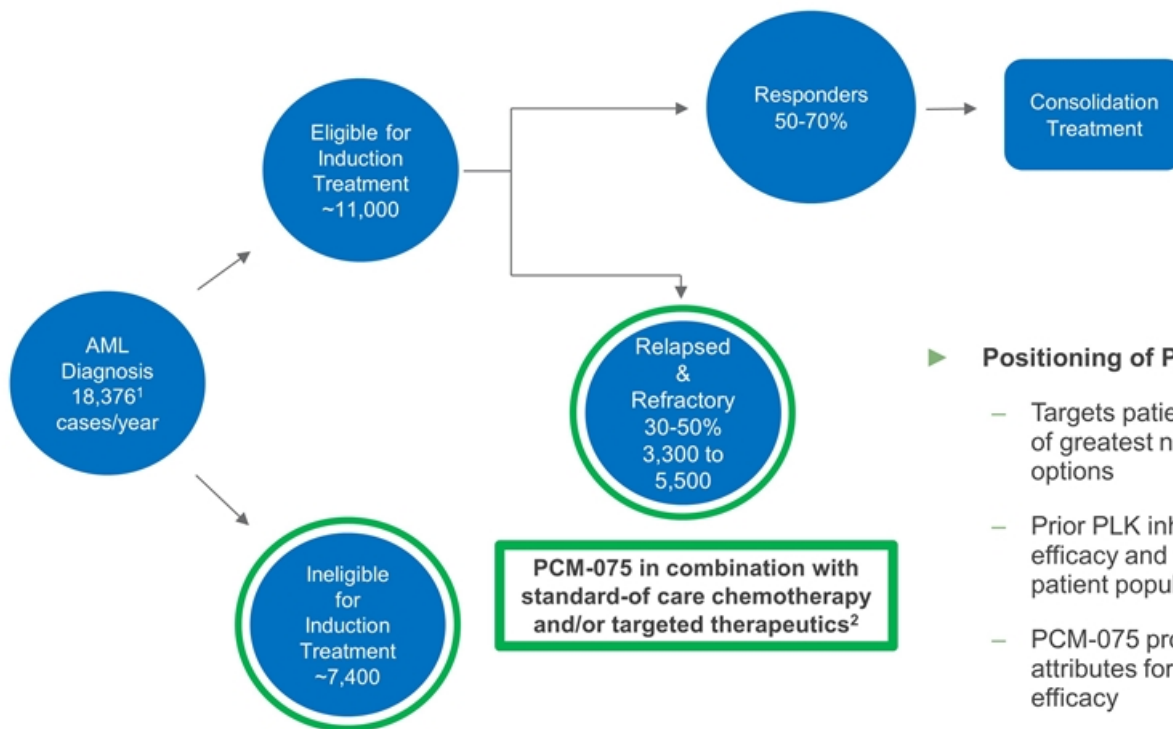 Eligible for
Induction
Treatment
~11,000
Responders
50-70%
Consolidation
Treatment
AML
Diagnosis
18,376¹
cases/year
Relapsed
&
Refractory
30-50%
3,300 to
5,500
Ineligible
for
Induction
Treatment
~7,400
PCM-075 in combination with
standard-of care chemotherapy
and/or targeted therapeutics²
► Positioning of
– Targets
of greatest
options
– Prior PLK
efficacy and
patient
– PCM-075
attributes for
efficacy